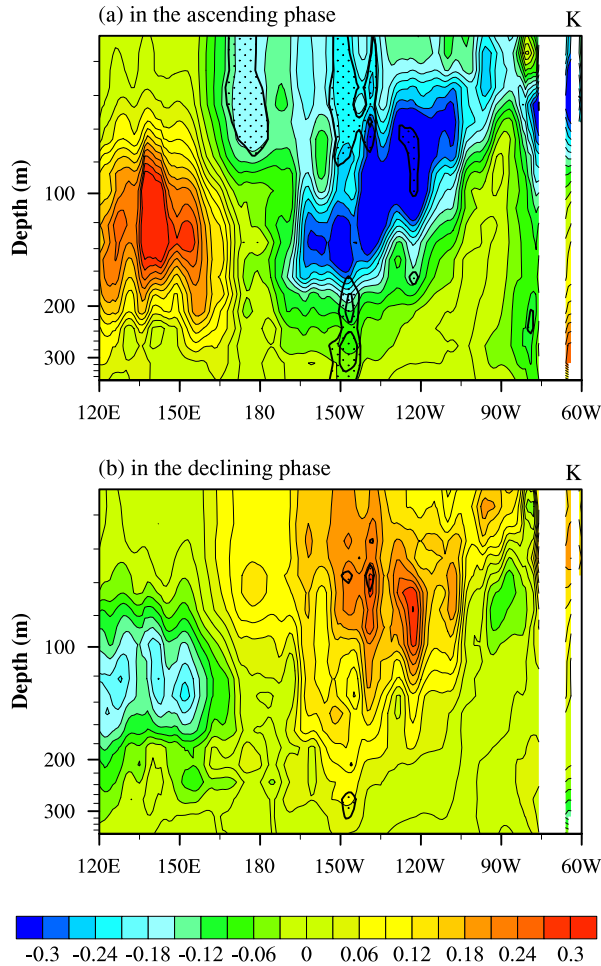 (a) in the ascending phase K
Depth (m)
100
200
300
120E 150E 180 150W 120W 90W 60W
(b) in the declining phase K
Depth (m)
100
200
300
120E 150E 180 150W 120W 90W 60W
-0.3 -0.24 -0.18 -0.12 -0.06 0 0.06 0.12 0.18 0.24 0.3